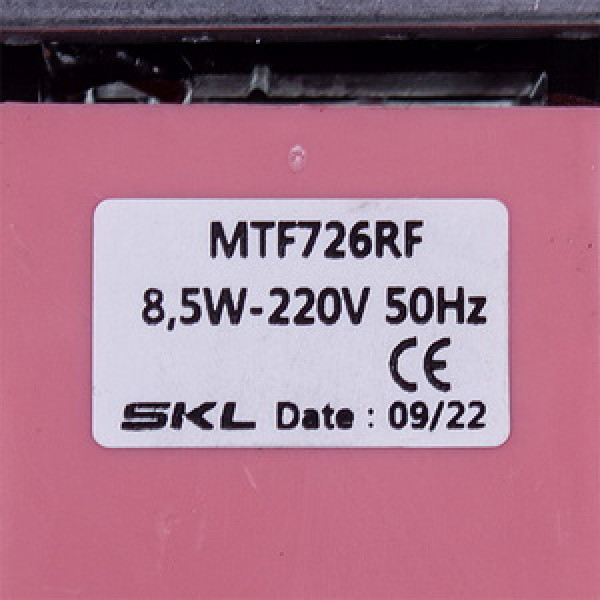 MTF726RF
8,5W-220V 50Hz
CE
SKL Date : 09/22